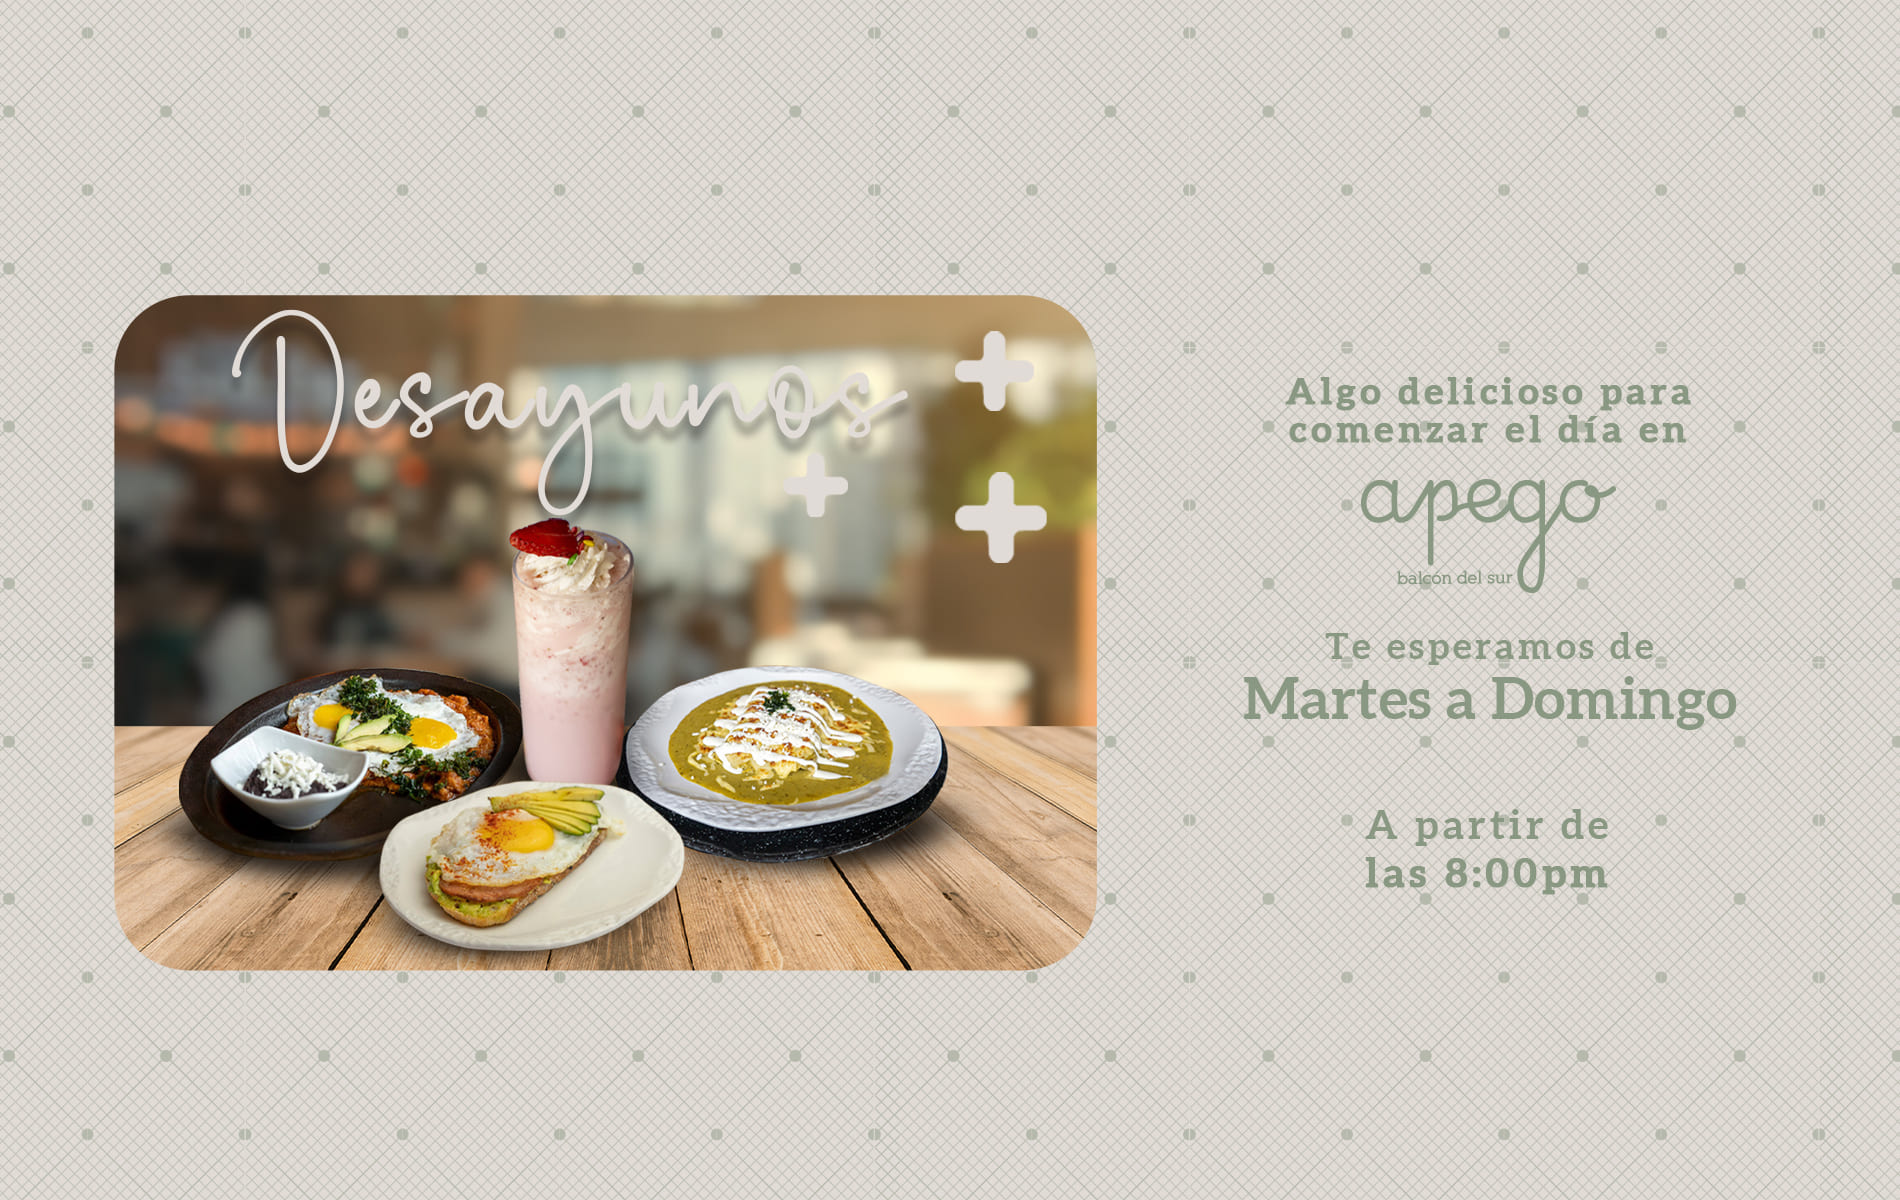 Desayunos
Algo delicioso para
comenzar el día en
apego
balcón del sur
Te esperamos de
Martes a Domingo
A partir de
las 8:00pm